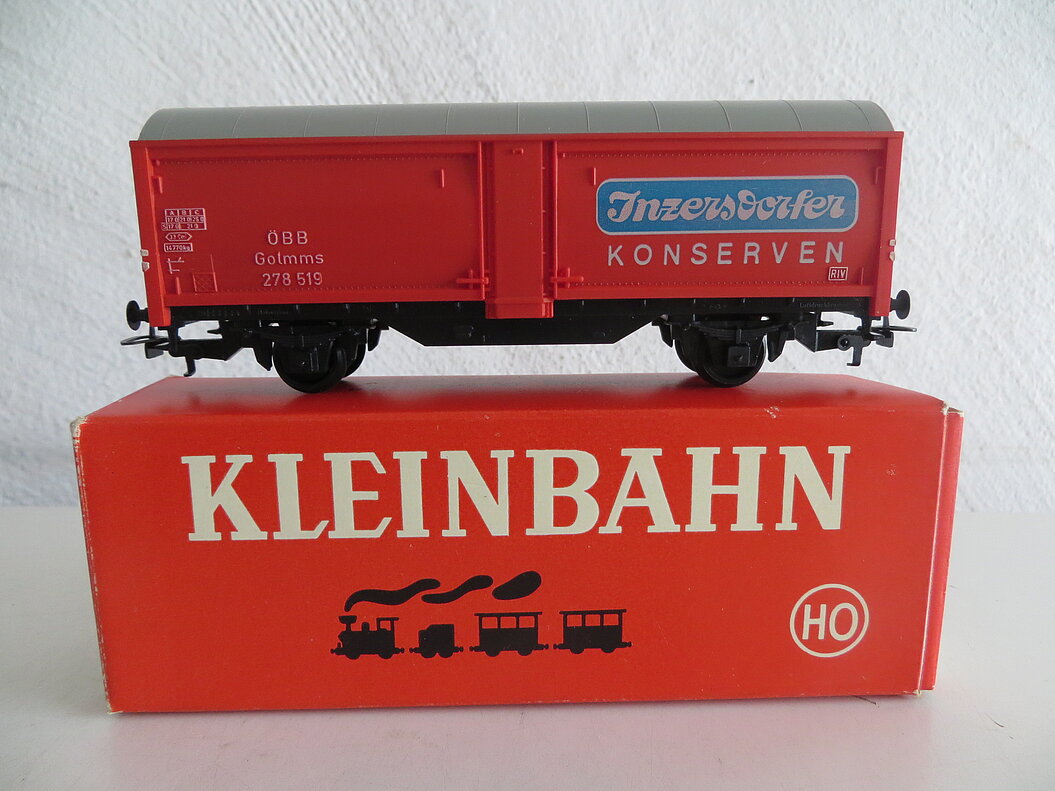 A B C
ÖBB
Golmms
278 519
Inzersdorfer
KONSERVEN
RIV
KLEINBAHN
HO